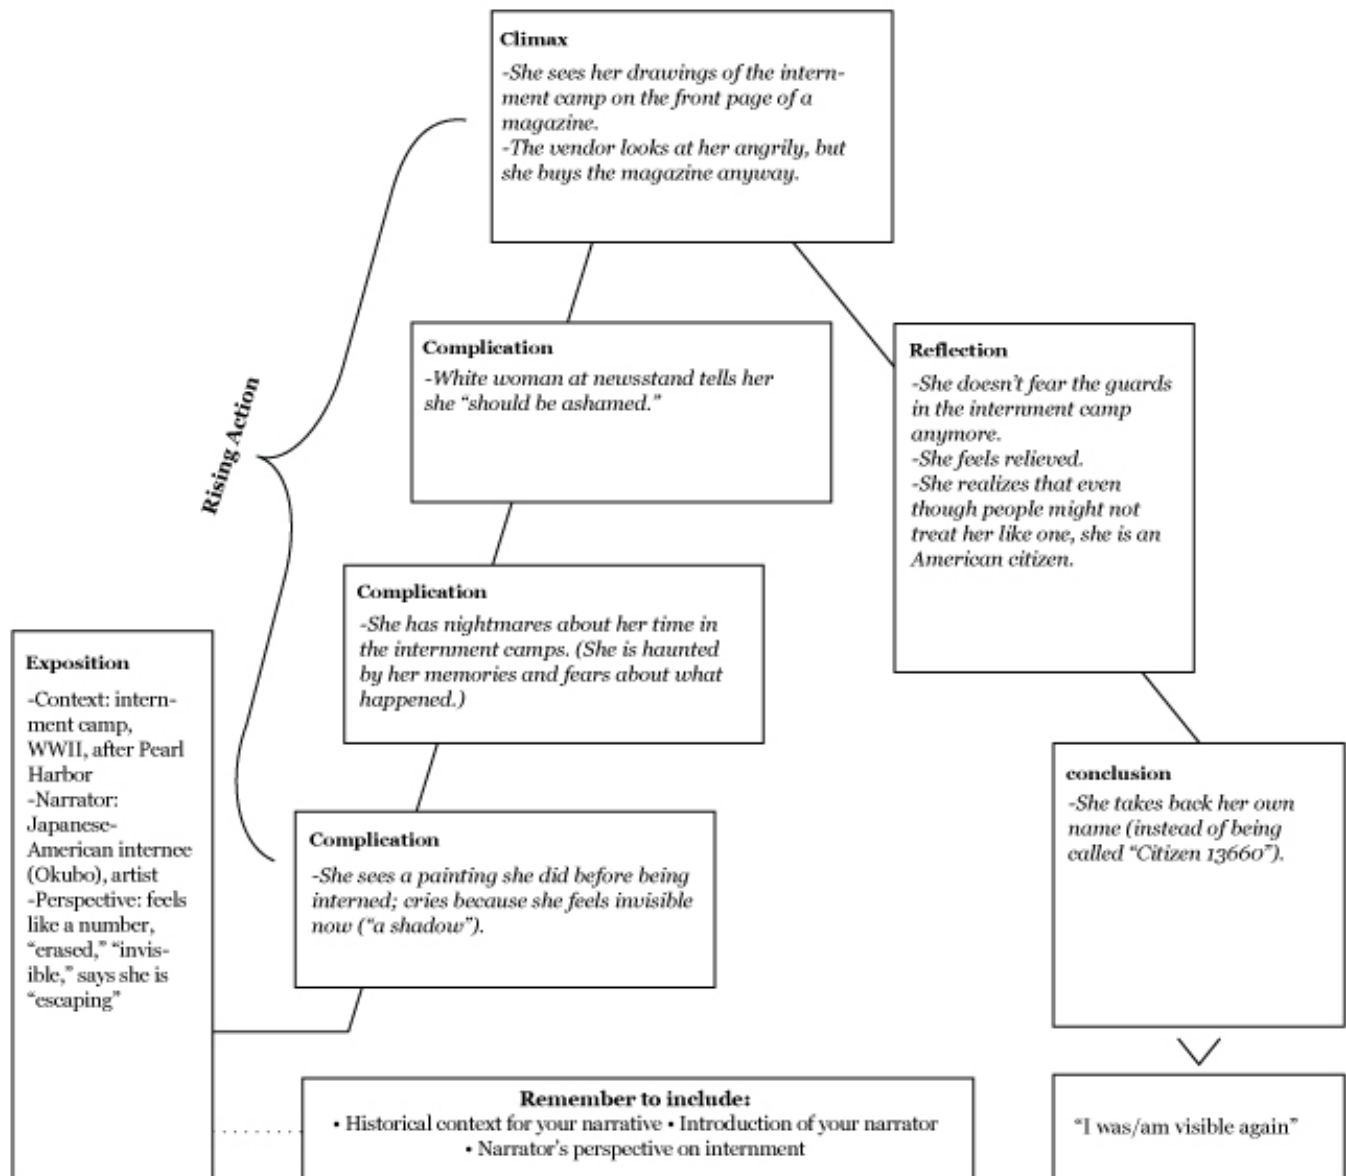 Climax
-She sees her drawings of the intern-
ment camp on the front page of a
magazine.
-The vendor looks at her angrily, but
she buys the magazine anyway.
Complication
-White woman at newsstand tells her
she “should be ashamed.”
Reflection
-She doesn’t fear the guards
in the internment camp
anymore.
-She feels relieved.
-She realizes that even
though people might not
treat her like one, she is an
American citizen.
Rising Action
Complication
-She has nightmares about her time in
the internment camps. (She is haunted
by her memories and fears about what
happened.)
Exposition
-Context: intern-
ment camp,
WWII, after Pearl
Harbor
-Narrator:
Japanese-
American internee
(Okubo), artist
-Perspective: feels
like a number,
“erased,” “invis-
ible,” says she is
“escaping”
Complication
-She sees a painting she did before being
interned; cries because she feels invisible
now (“a shadow”).
conclusion
-She takes back her own
name (instead of being
called “Citizen 13660”).
Remember to include:
• Historical context for your narrative • Introduction of your narrator
• Narrator’s perspective on internment
“I was/am visible again”